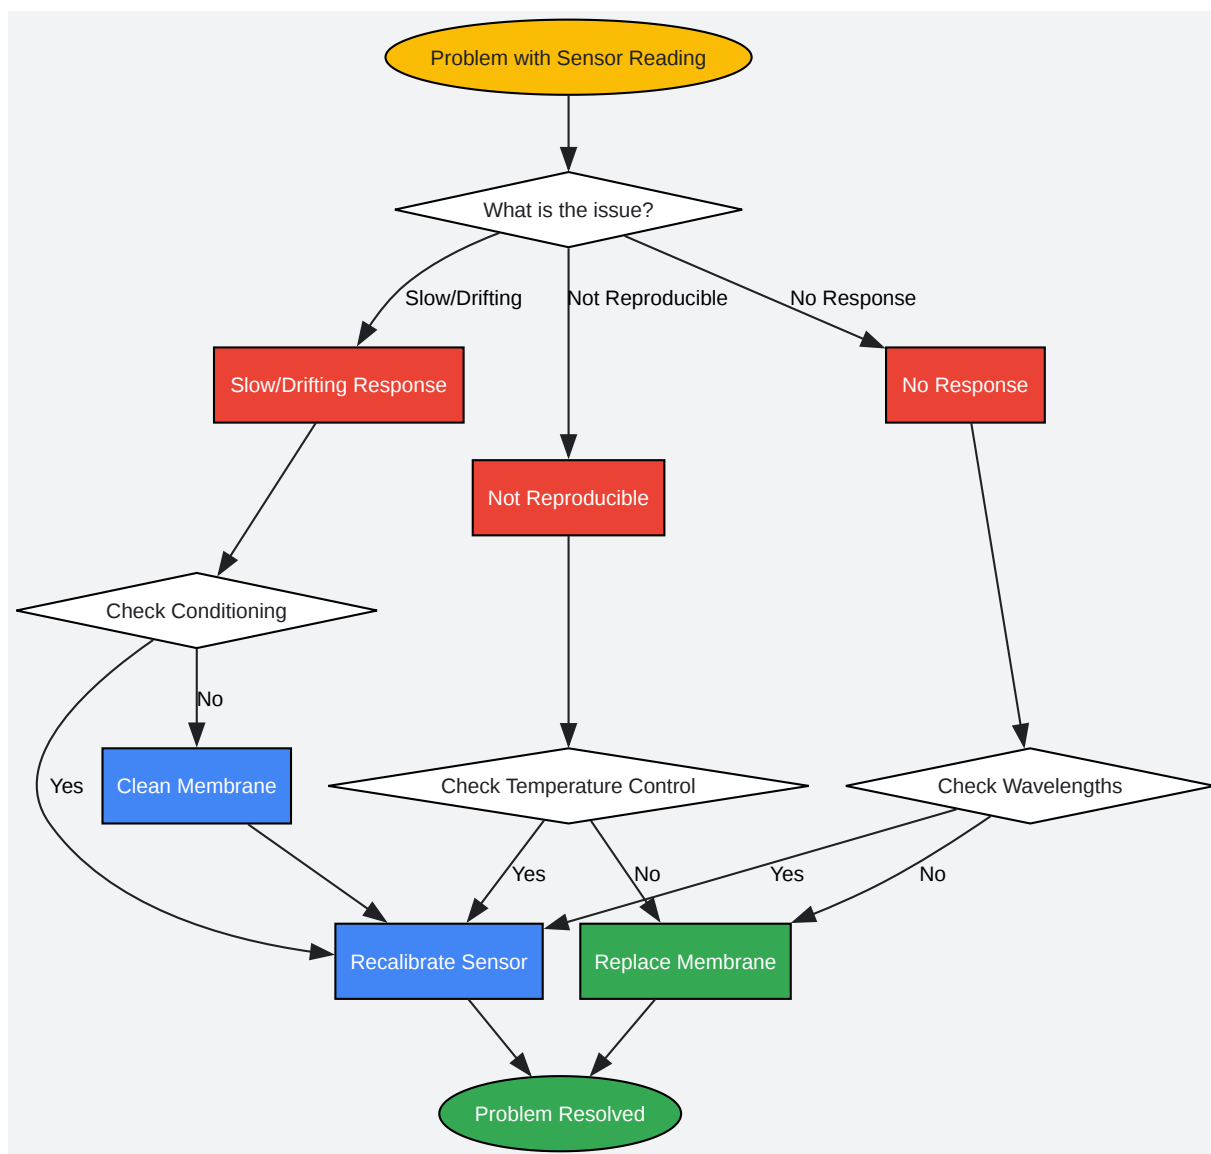 Problem with Sensor Reading
What is the issue?
Slow/Drifting
Not Reproducible
No Response
Slow/Drifting Response
No Response
Not Reproducible
Check Conditioning
No
Clean Membrane
Yes
Check Temperature Control
Check Wavelengths
Yes
No
Yes
No
Recalibrate Sensor
Replace Membrane
Problem Resolved